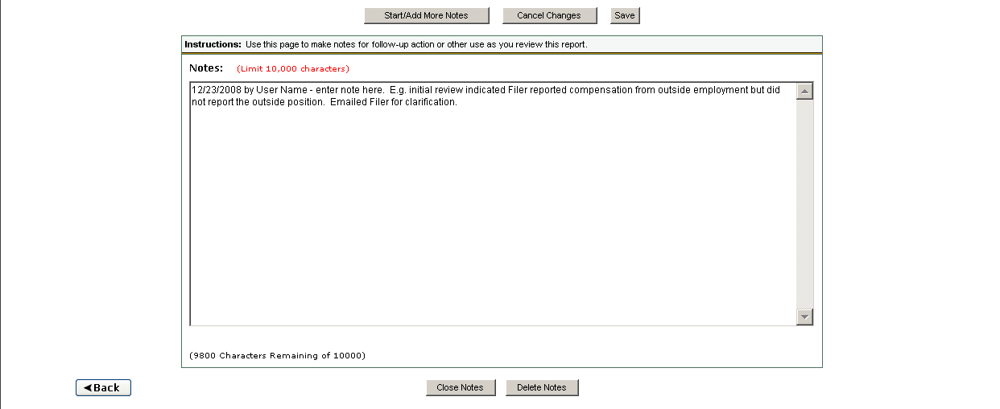 Start/Add More Notes Cancel Changes Save
Instructions: Use this page to make notes for follow-up action or other use as you review this report.
Notes: (Limit 10,000 characters)
12/23/2008 by User Name - enter note here.  E.g. initial review indicated Filer reported compensation from outside employment but did
not report the outside position.  Emailed Filer for clarification.
(9800 Characters Remaining of 10000)
Back Close Notes Delete Notes